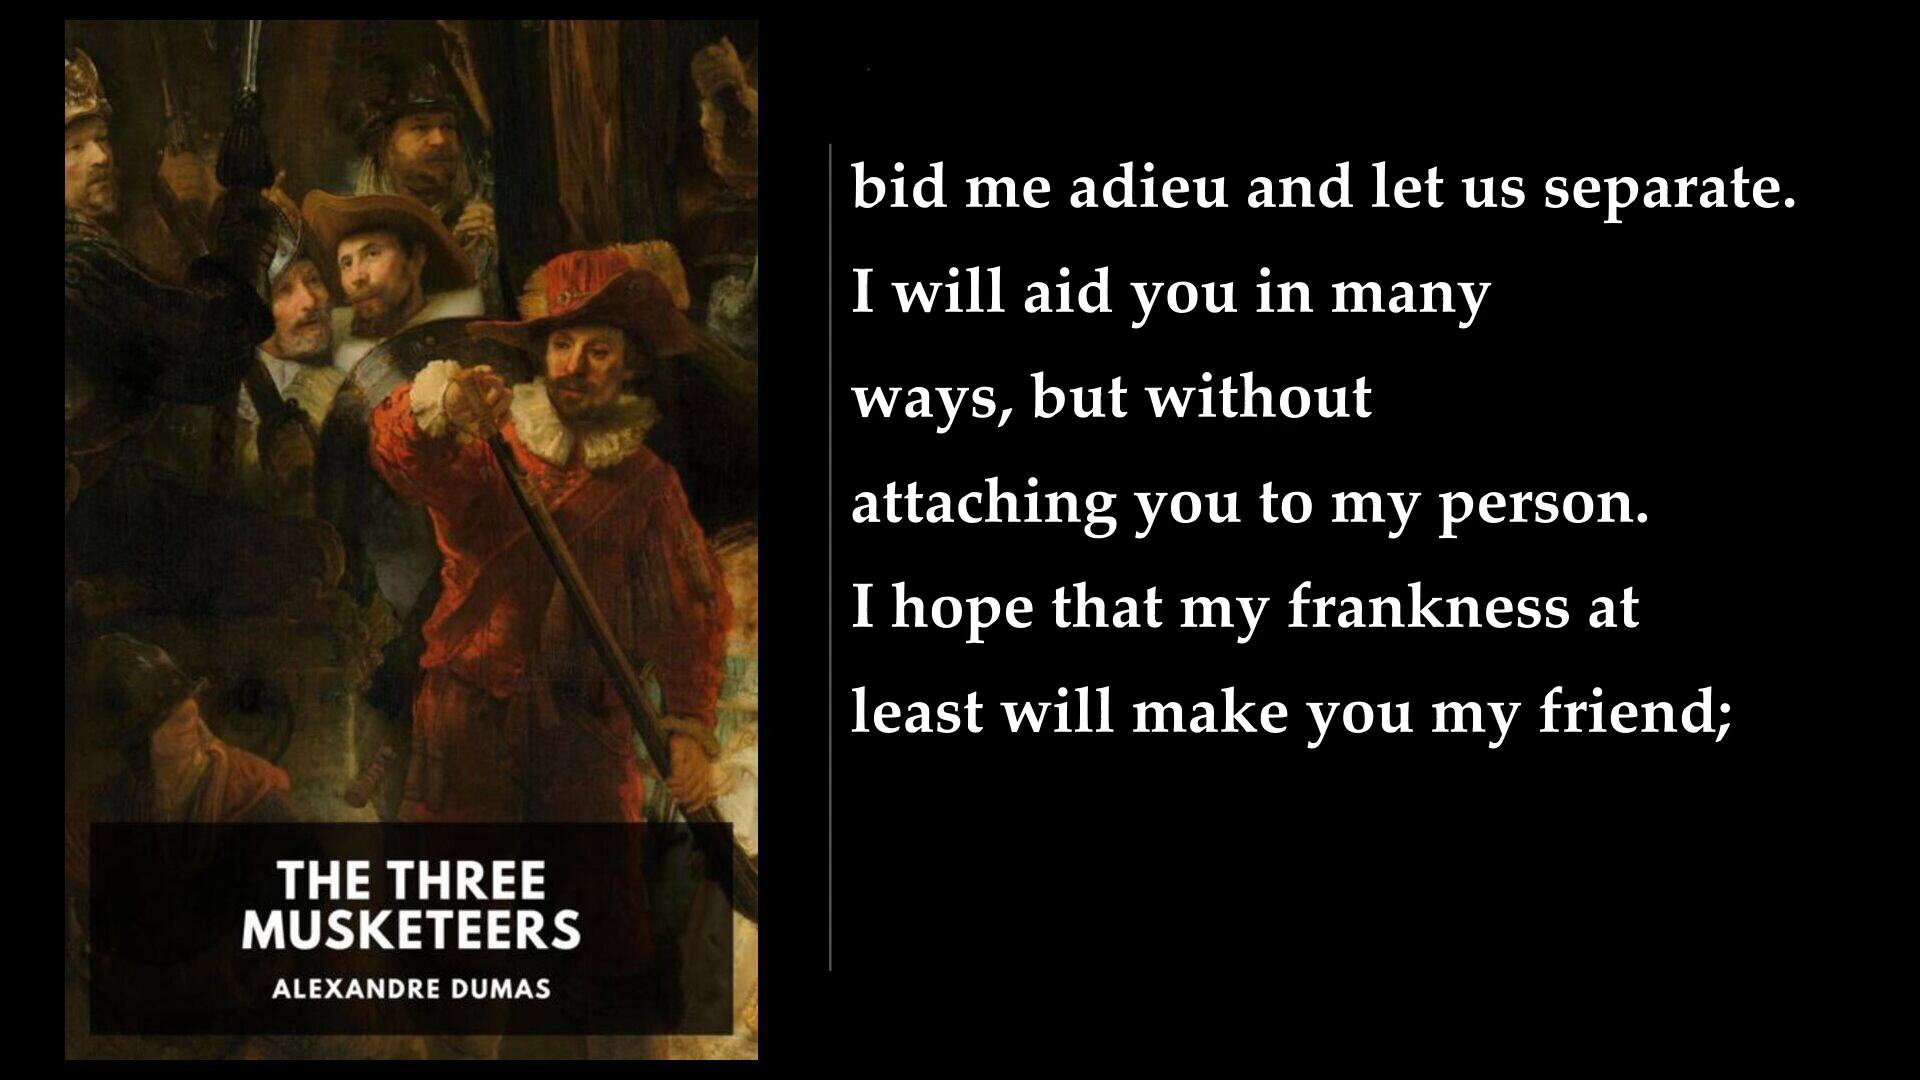 THE THREE
MUSKETEERS
ALEXANDRE DUMAS
bid me adieu and let us separate.
I will aid you in many
ways, but without
attaching you to my person.
I hope that my frankness at
least will make you my friend;